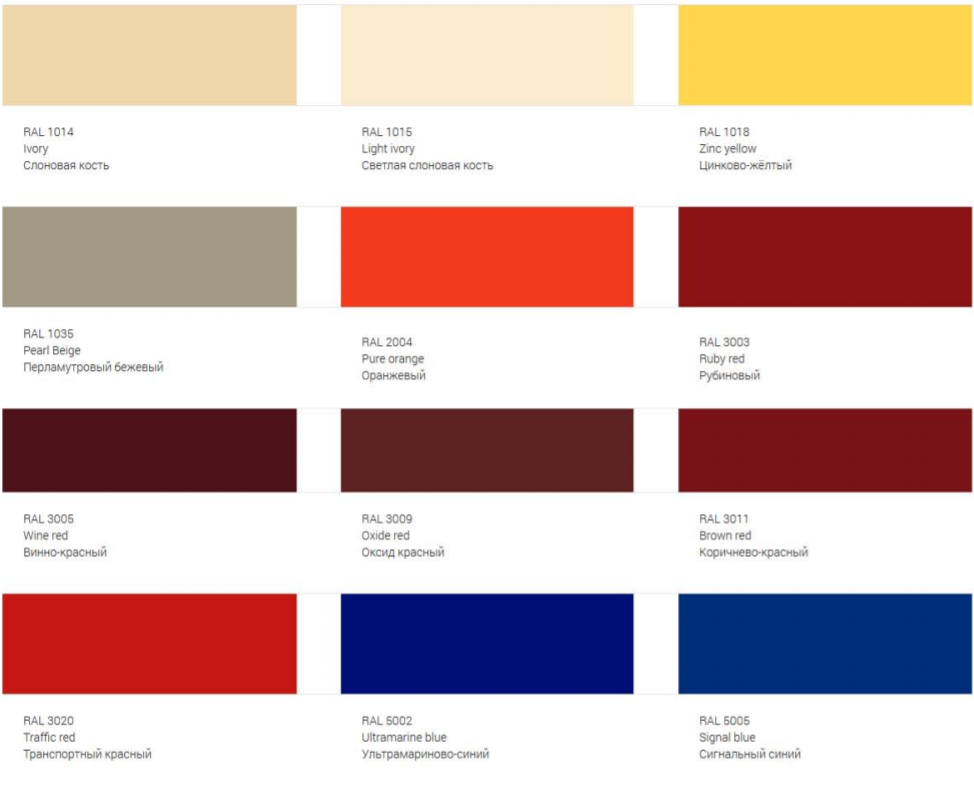 RAL 1014
Ivory
Слоновая кость
RAL 1015
Light ivory
Светлая слоновая кость
RAL 1018
Zinc yellow
Цинково-жёлтый
RAL 1035
Pearl Beige
Перламутровый бежевый
RAL 2004
Pure orange
Оранжевый
RAL 3003
Ruby red
Рубиновый
RAL 3005
Wine red
Винно-красный
RAL 3009
Oxide red
Оксид красный
RAL 3011
Brown red
Коричнево-красный
RAL 3020
Traffic red
Транспортный красный
RAL 5002
Ultramarine blue
Ультрамариново-синий
RAL 5005
Signal blue
Сигнальный синий